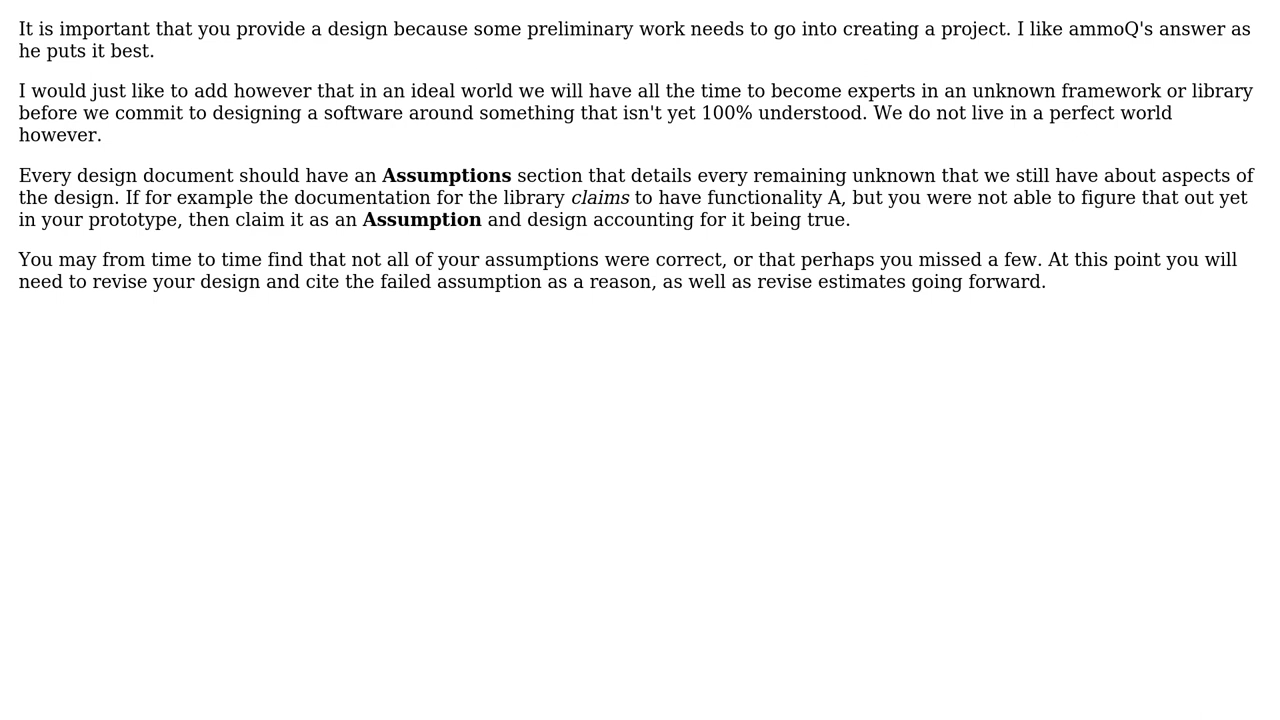 It is important that you provide a design because some preliminary work needs to go into creating a project. I like ammoQ's answer as
he puts it best.
I would just like to add however that in an ideal world we will have all the time to become experts in an unknown framework or library
before we commit to designing a software around something that isn't yet 100% understood. We do not live in a perfect world
however.
Every design document should have an Assumptions section that details every remaining unknown that we still have about aspects of
the design. If for example the documentation for the library claims to have functionality A, but you were not able to figure that out yet
in your prototype, then claim it as an Assumption and design accounting for it being true.
You may from time to time find that not all of your assumptions were correct, or that perhaps you missed a few. At this point you will
need to revise your design and cite the failed assumption as a reason, as well as revise estimates going forward.